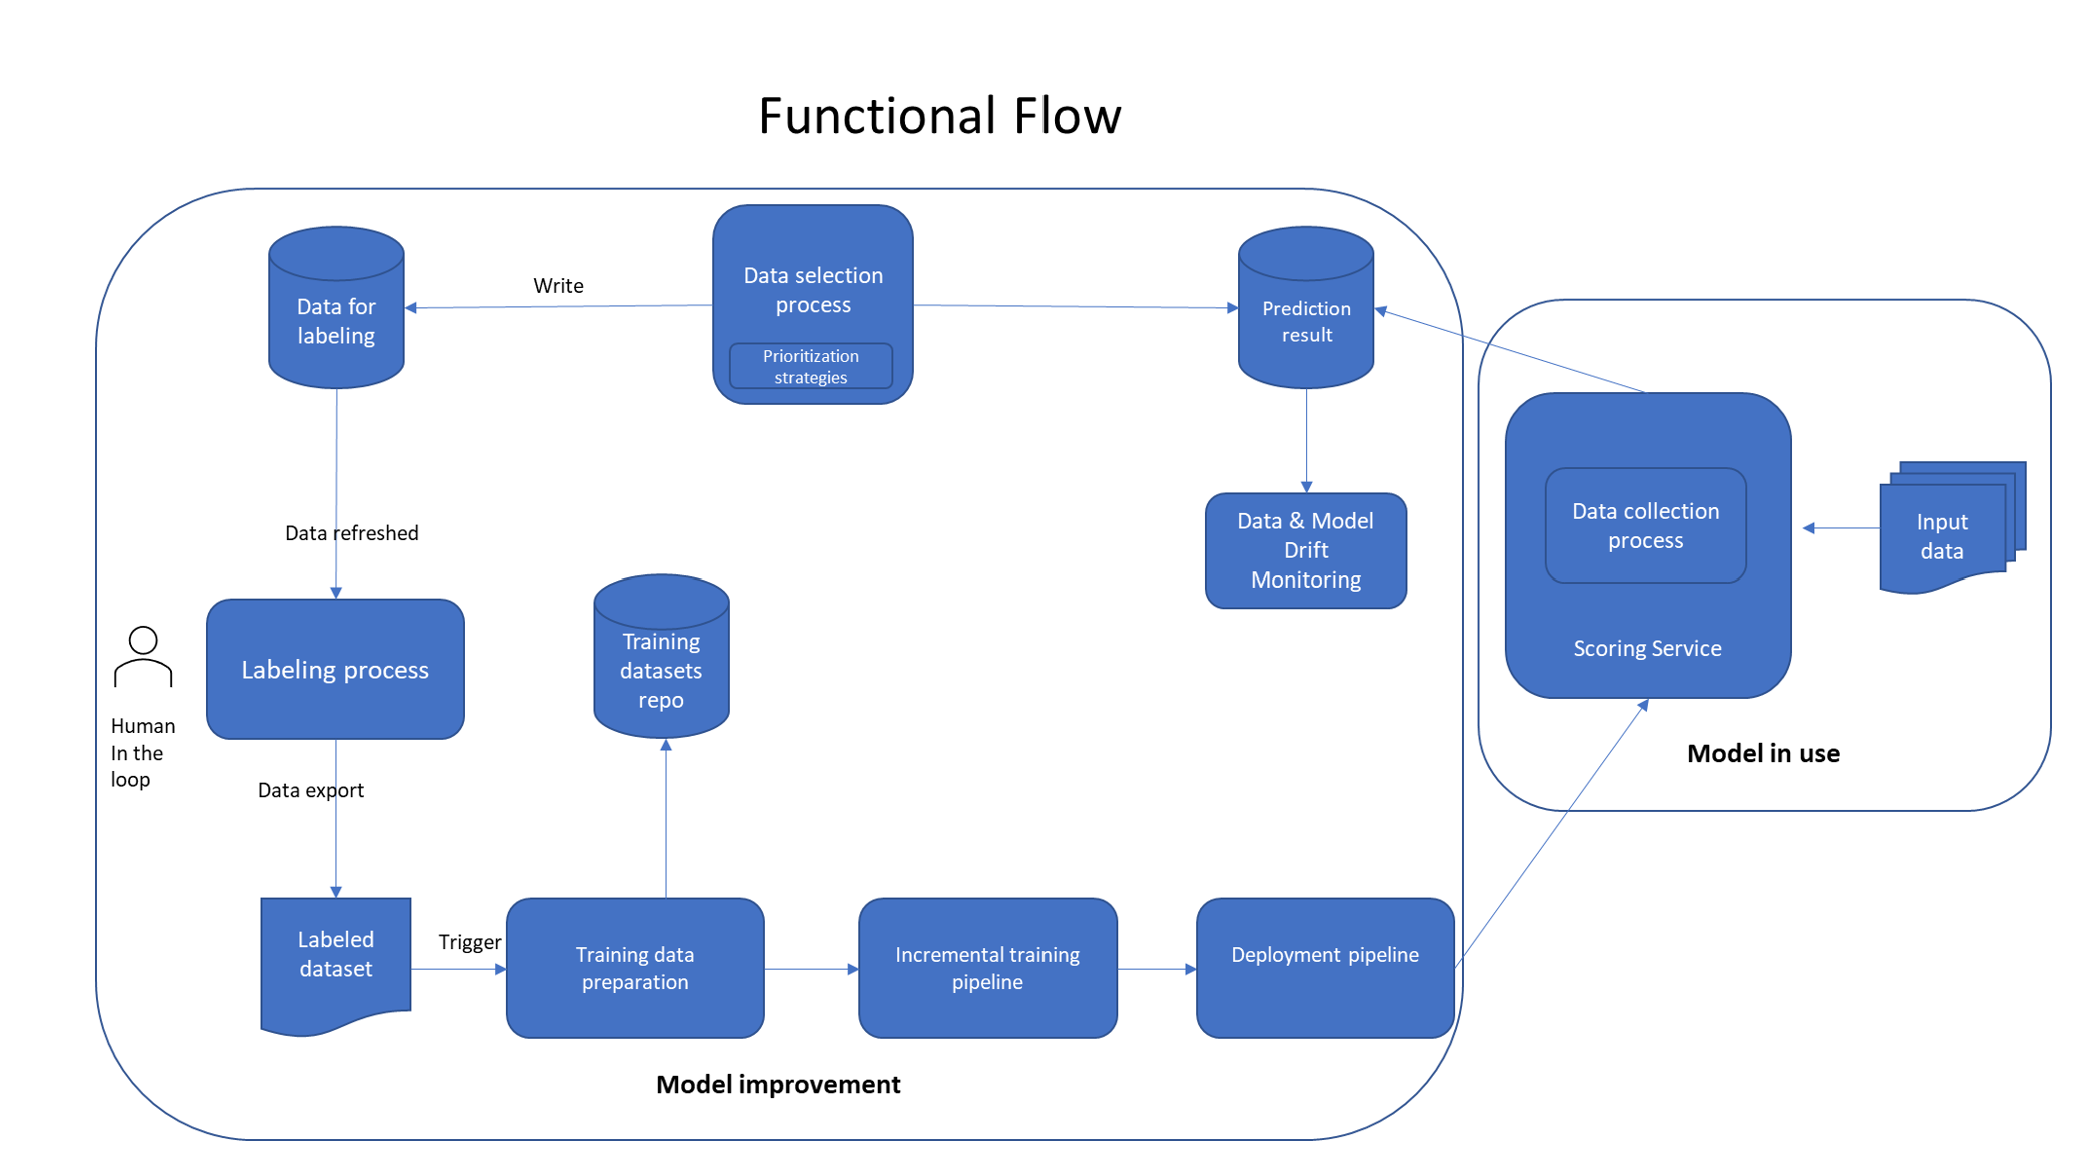 Functional Flow
Data for
labeling
Write
Data selection
process
Prioritization
strategies
Prediction
result
Data refreshed
Data & Model
Drift
Monitoring
Data collection
process
Scoring Service
Input
data
Model in use
Human
In the
loop
Labeling process
Training
datasets
repo
Data export
Labeled
dataset
Trigger
Training data
preparation
Incremental training
pipeline
Deployment pipeline
Model improvement